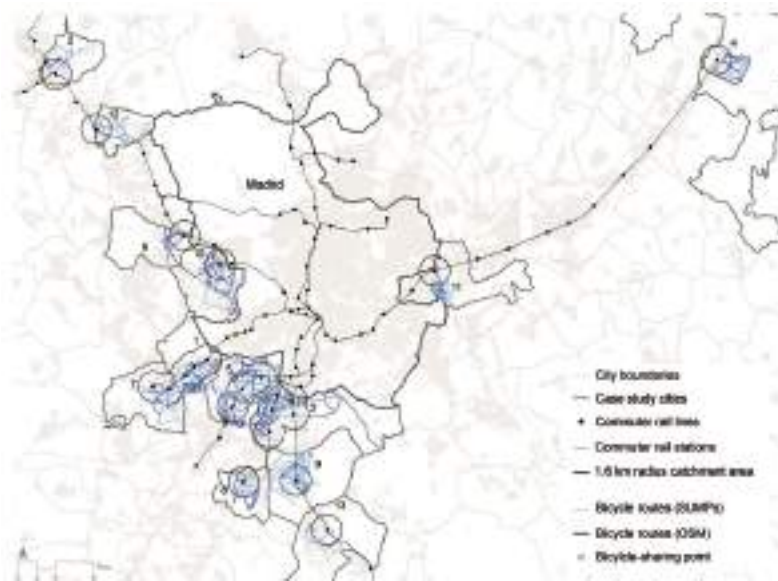 Madrid
City boundaries
Case study cities
Commuter rail lines
Commuter rail stations
1.6 km radius catchment area
Bicycle routes (SUMPs)
Bicycle routes (OSM)
Bicylcle-sharing point